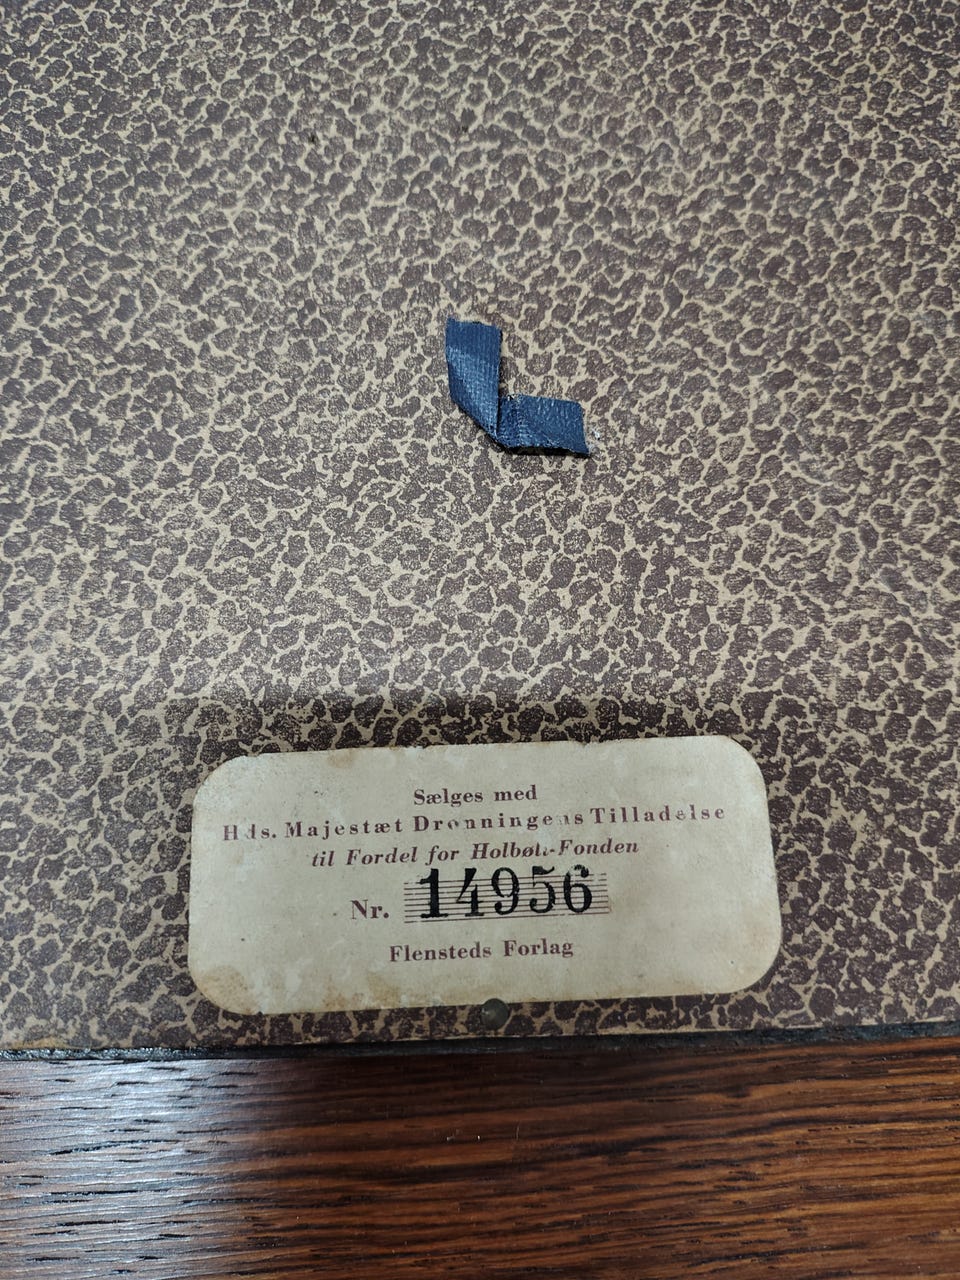 Sælges med
Hds. Majestæt Dronningens Tilladelse
til Fordel for Holbøll-Fonden
Nr. 14956
Flensteds Forlag